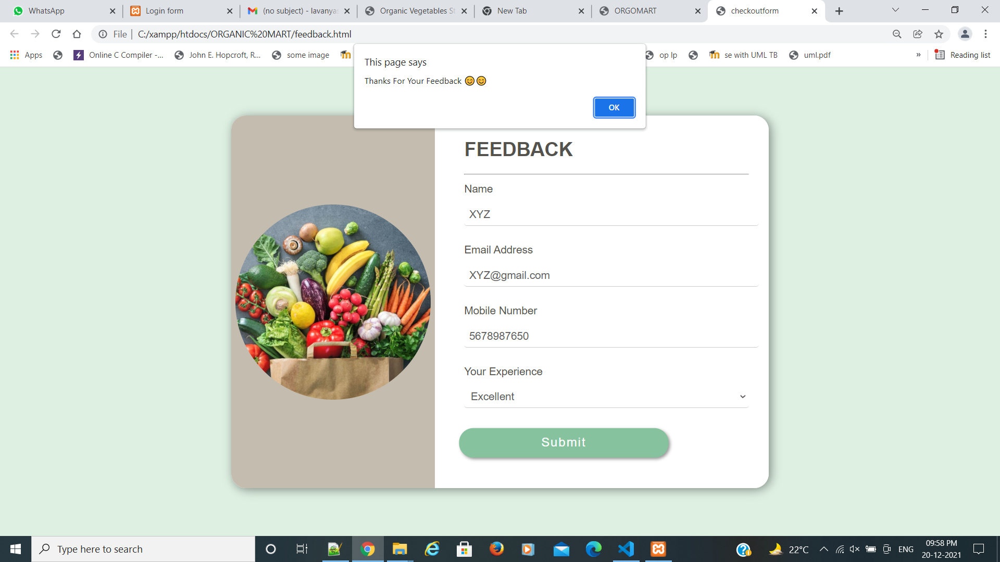 WhatsApp
Login form
(no subject) - lavanya
Organic Vegetables S
New Tab
ORGOMART
checkoutform
File
C:/xampp/htdocs/ORGANIC%20MART/feedback.html
Apps
Online C Compiler -...
John E. Hopcroft, R...
some image
op lp
se with UML TB
uml.pdf
»
Reading list
This page says
Thanks For Your Feedback 😊😊
OK
FEEDBACK
Name
XYZ
Email Address
XYZ@gmail.com
Mobile Number
5678987650
Your Experience
Excellent
Submit
Type here to search
22°C
ENG
09:58 PM
20-12-2021